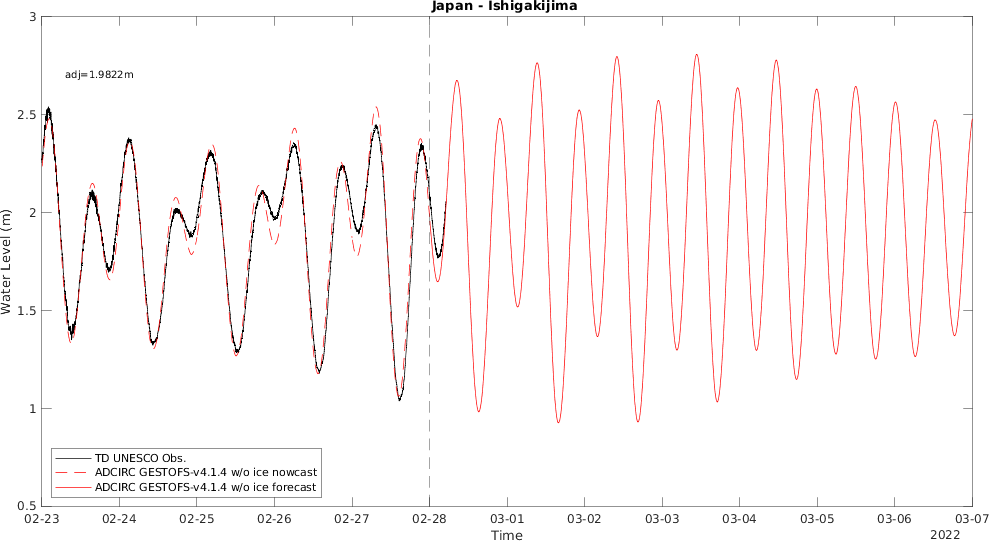 Japan - Ishigakijima
adj=1.9822m
Water Level (m)
3
2.5
2
1.5
1
0.5
TD UNESCO Obs.
ADCIRC GESTOFS-v4.1.4 w/o ice nowcast
ADCIRC GESTOFS-v4.1.4 w/o ice forecast
02-23 02-24 02-25 02-26 02-27 02-28 03-01 03-02 03-03 03-04 03-05 03-06 03-07
Time
2022